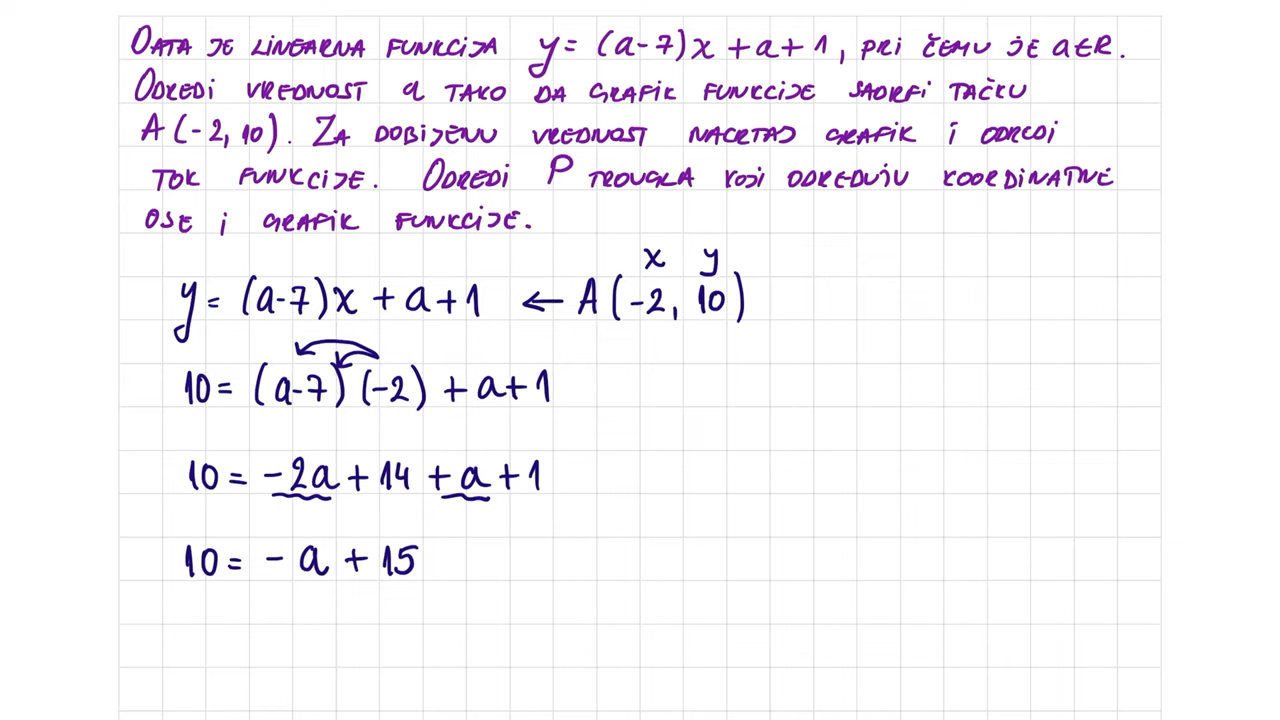 DATA JE LINEARNA FUNKCIJA y = (a-7)x + a + 1, PRI ČEMU JE a∈R.
ODREDI VREDNOST a TAKO DA GRAFIK FUNKCIJE SADRŽI TAČKU
A(-2, 10). ZA DOBIJENU VREDNOST NACRTAJ GRAFIK I ODREDI
TOK FUNKCIJE. ODREDI P TROUGLA KOJI ODREĐUJU KOORDINATNE
OSE I GRAFIK FUNKCIJE.
x y
y = (a-7)x + a + 1 ← A(-2, 10)
10 = (a-7)(-2) + a + 1
10 = -2a + 14 + a + 1
10 = -a + 15